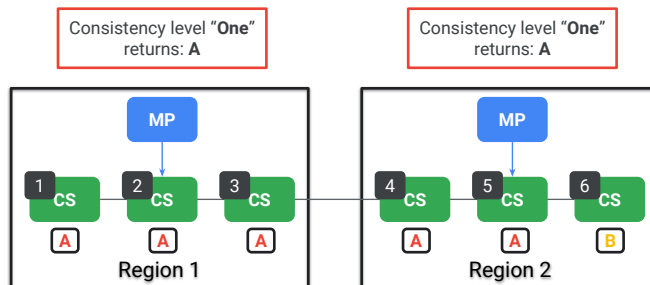 Consistency level “One”
returns: A
Consistency level “One”
returns: A
MP
MP
1
CS
2
CS
3
CS
4
CS
5
CS
6
CS
A
A
A
A
A
B
Region 1
Region 2